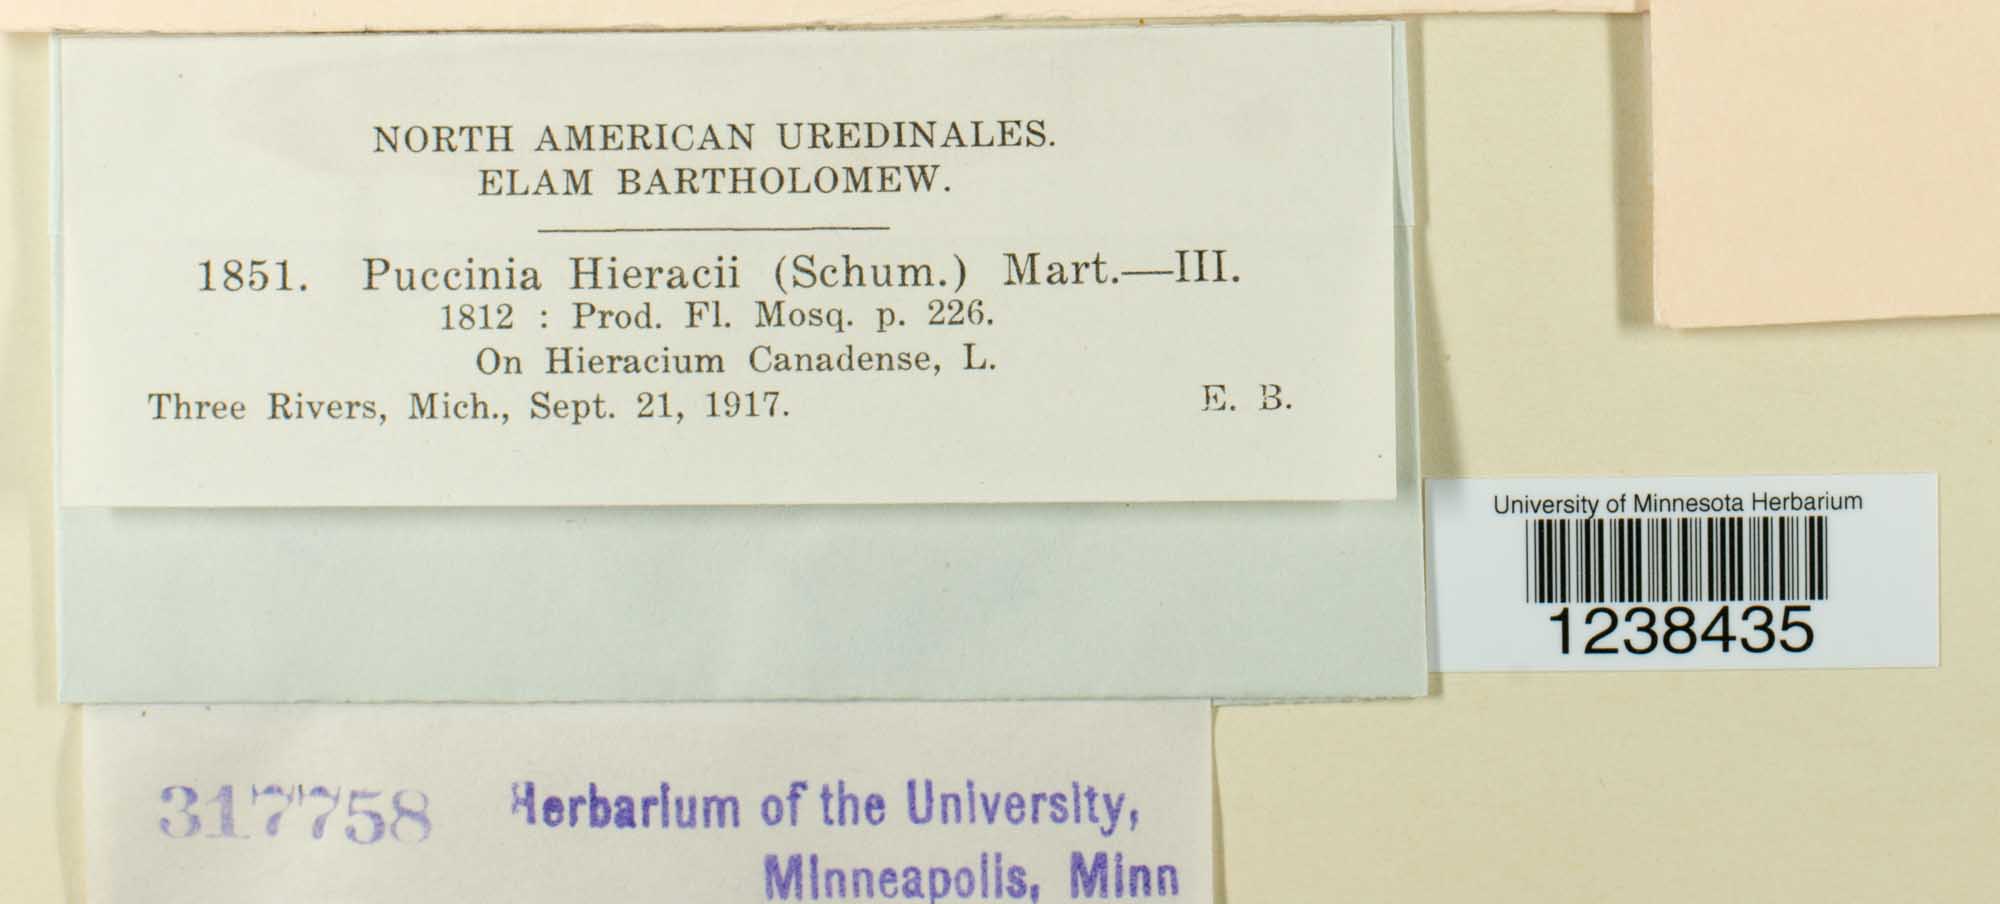 NORTH AMERICAN UREDINALES.
ELAM BARTHOLOMEW.
1851. Puccinia Hieracii (Schum.) Mart.—III.
1812 : Prod. Fl. Mosq. p. 226.
On Hieracium Canadense, L.
Three Rivers, Mich., Sept. 21, 1917. E. B.
University of Minnesota Herbarium
1238435
317758 Herbarium of the University,
Minneapolis, Minn